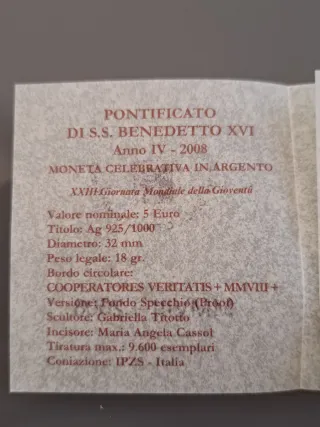 PONTIFICATO
DI S.S. BENEDETTO XVI
Anno IV - 2008
MONETA CELEBRATIVA IN ARGENTO
XXIII Giornata Mondiale della Gioventù
Valore nominale: 5 Euro
Titolo: Ag 925/1000
Diametro: 32 mm
Peso legale: 18 gr.
Bordo circolare:
COOPERATORES VERITATIS + MMVIII +
Versione: Fondo Specchio (Proof)
Scultore: Gabriella Titotto
Incisore: Maria Angela Cassol
Tiratura max.: 9.600 esemplari
Coniazione: IPZS - Italia